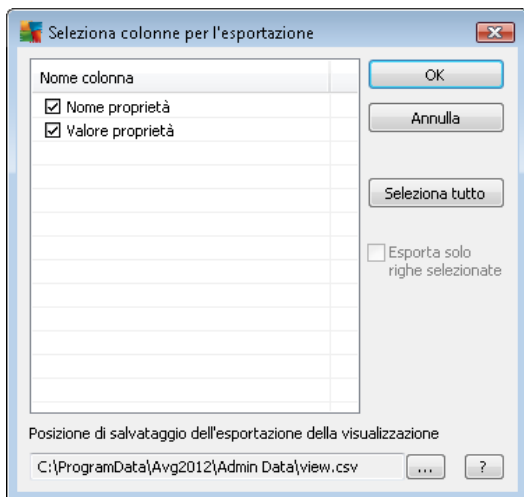 Seleziona colonne per l'esportazione
Nome colonna
Nome proprietà
Valore proprietà
OK
Annulla
Seleziona tutto
Esporta solo
righe selezionate
Posizione di salvataggio dell'esportazione della visualizzazione
C:\ProgramData\Avg2012\Admin Data\view.csv
...
?